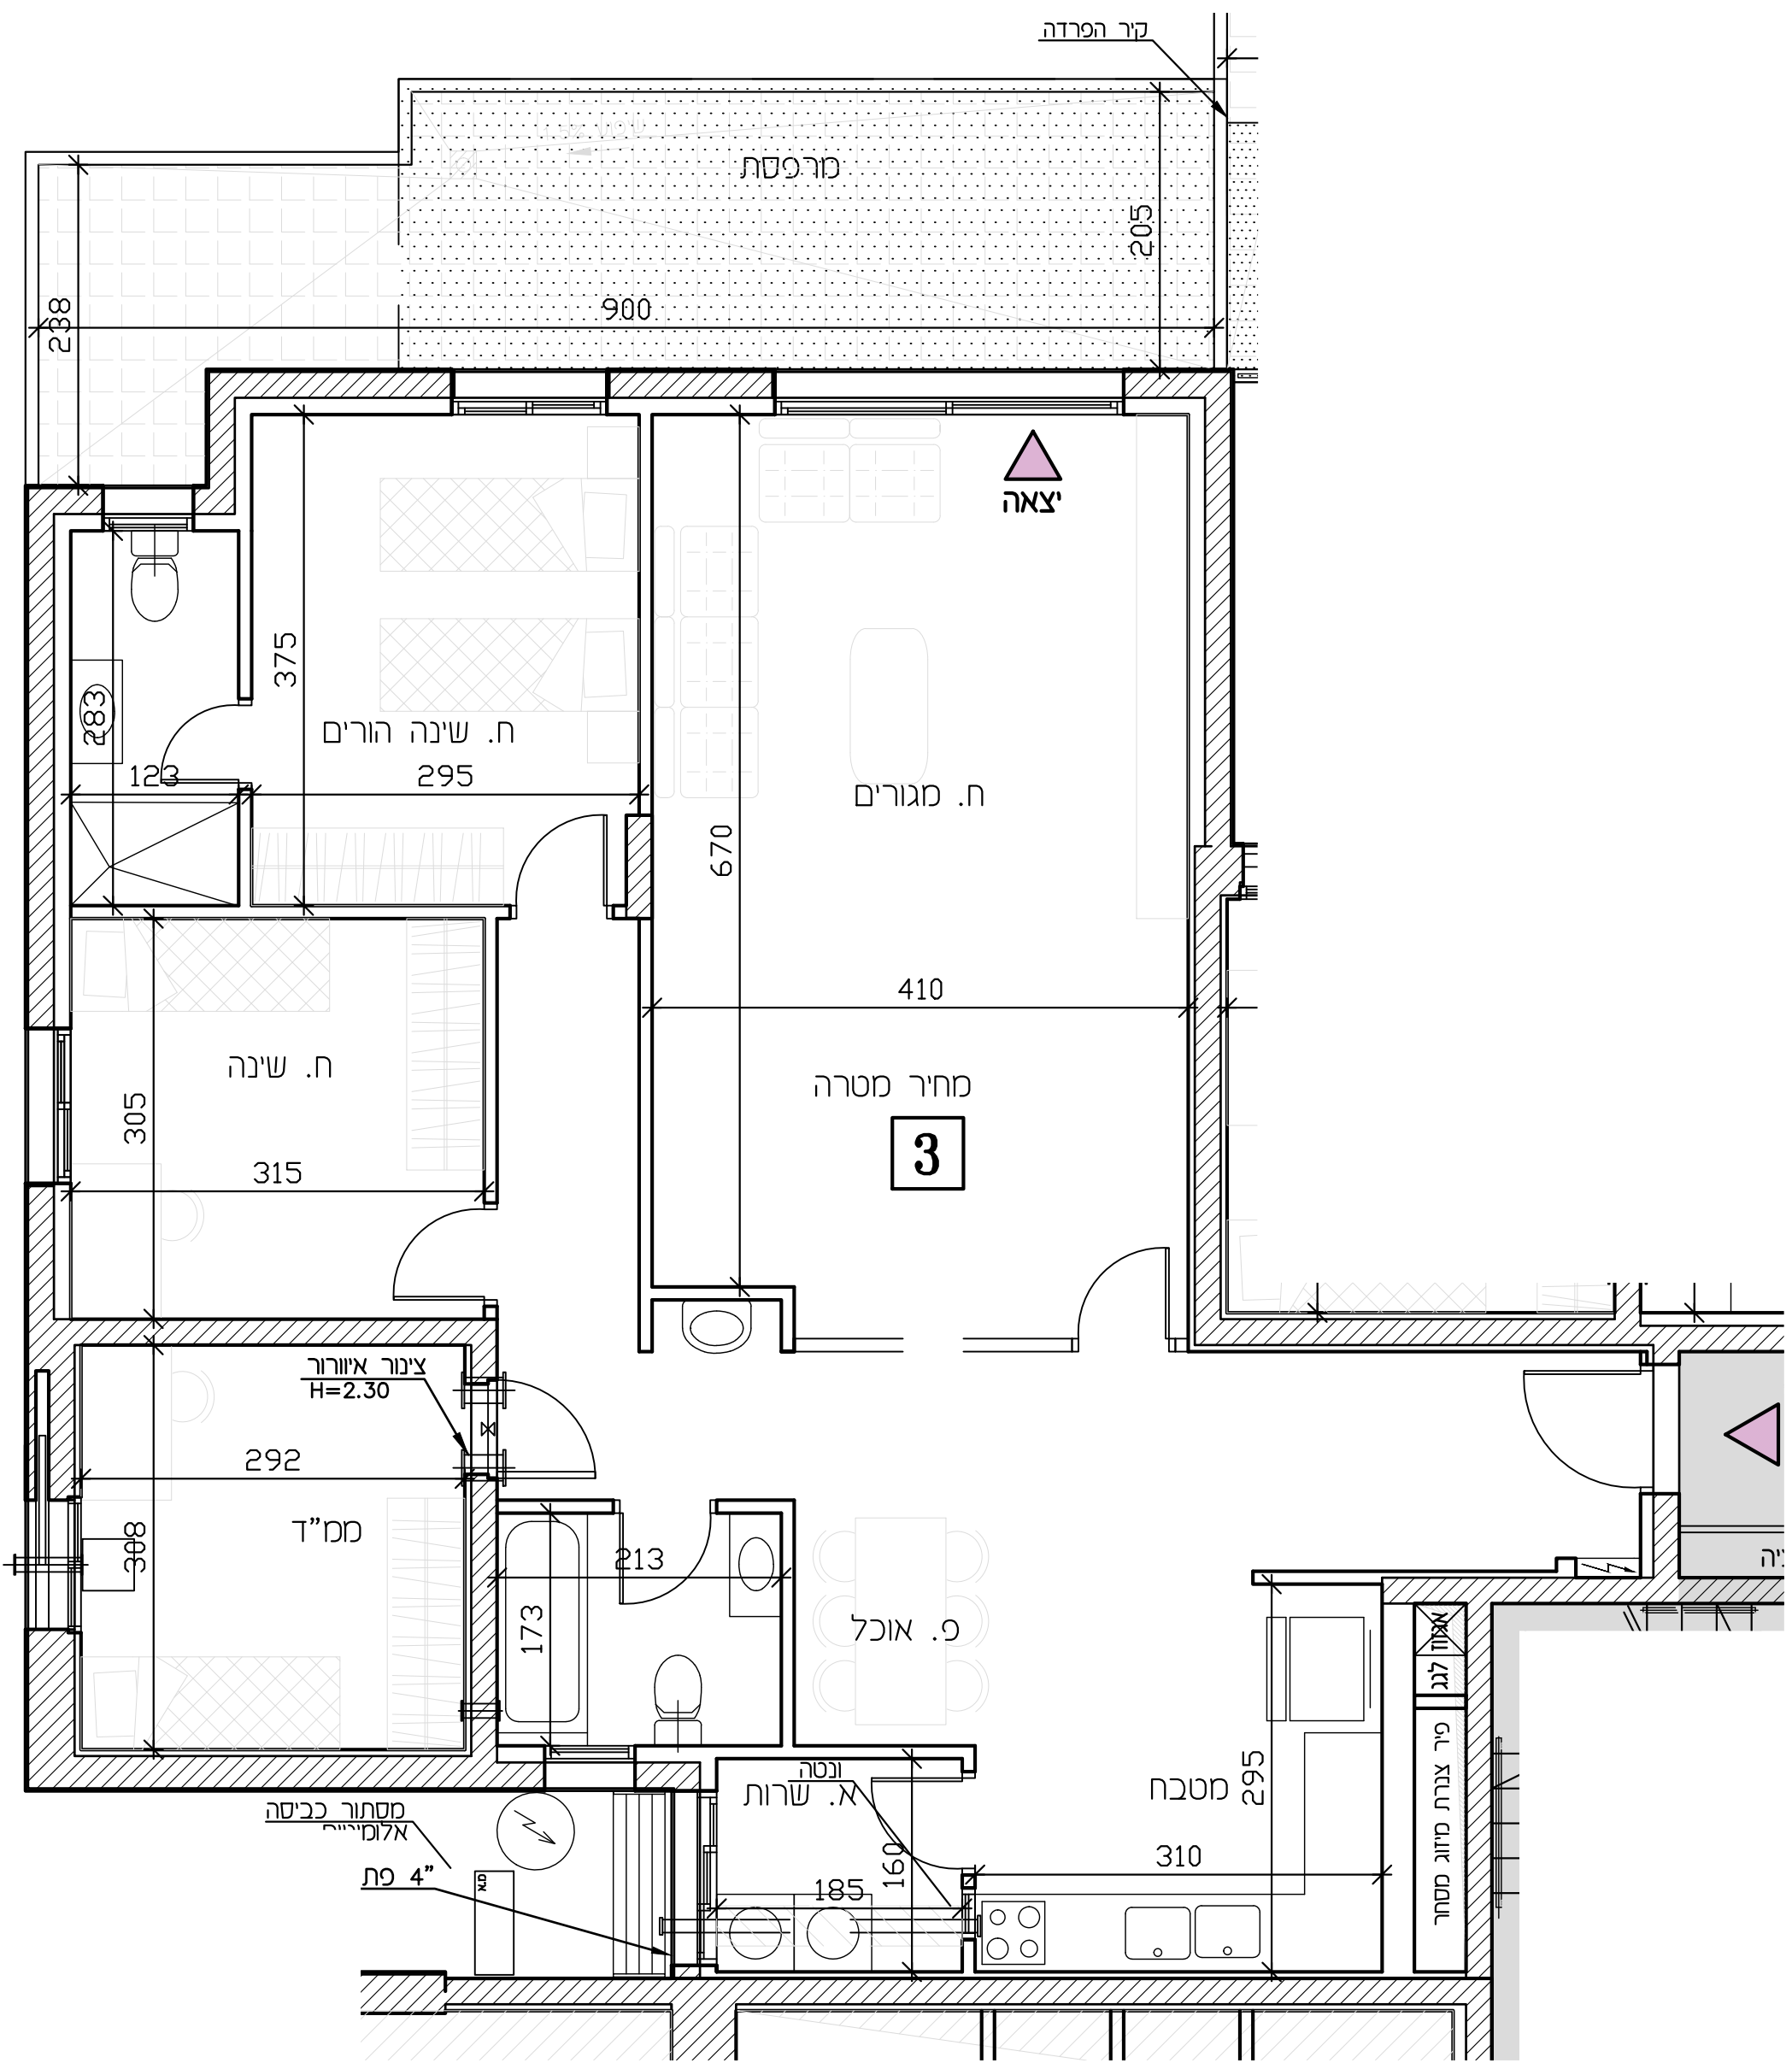 קיר הפרדה
מרפסת
205
900
238
יצאה
375
283
ח. שינה הורים
123
295
ח. מגורים
670
410
ח. שינה
מחיר מטרה
3
305
315
צינור איוורור
H=2.30
292
ממ"ד
308
213
173
פ. אוכל
ונטה
א. שרות
מטבח
295
310
160
185
אנוז לגג
פיר צנרת מיזוג מסחר
מסתור כביסה
4" פת
מ.א